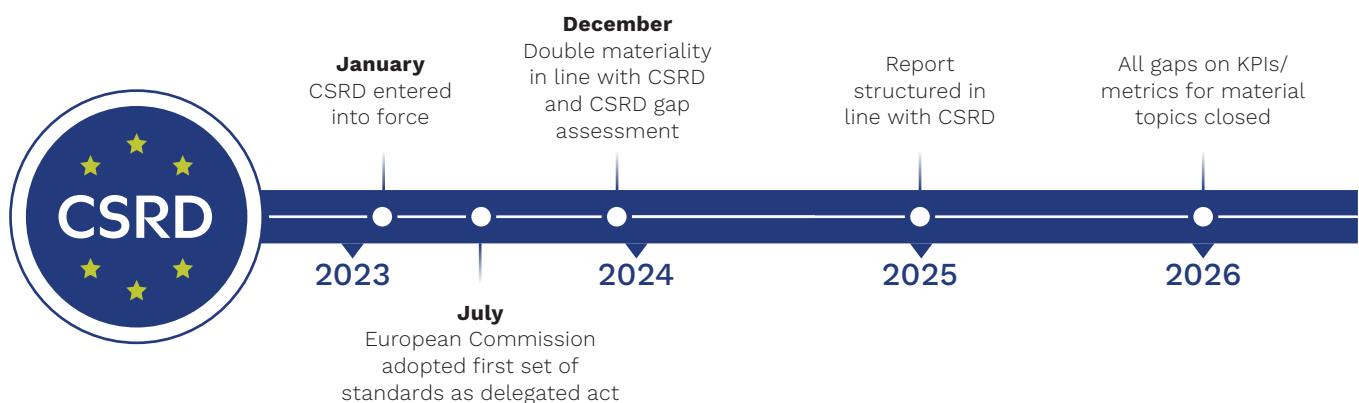 CSRD
January
CSRD entered
into force
December
Double materiality
in line with CSRD
and CSRD gap
assessment
Report
structured in
line with CSRD
All gaps on KPIs/
metrics for material
topics closed
2023
2024
2025
2026
July
European Commission
adopted first set of
standards as delegated act